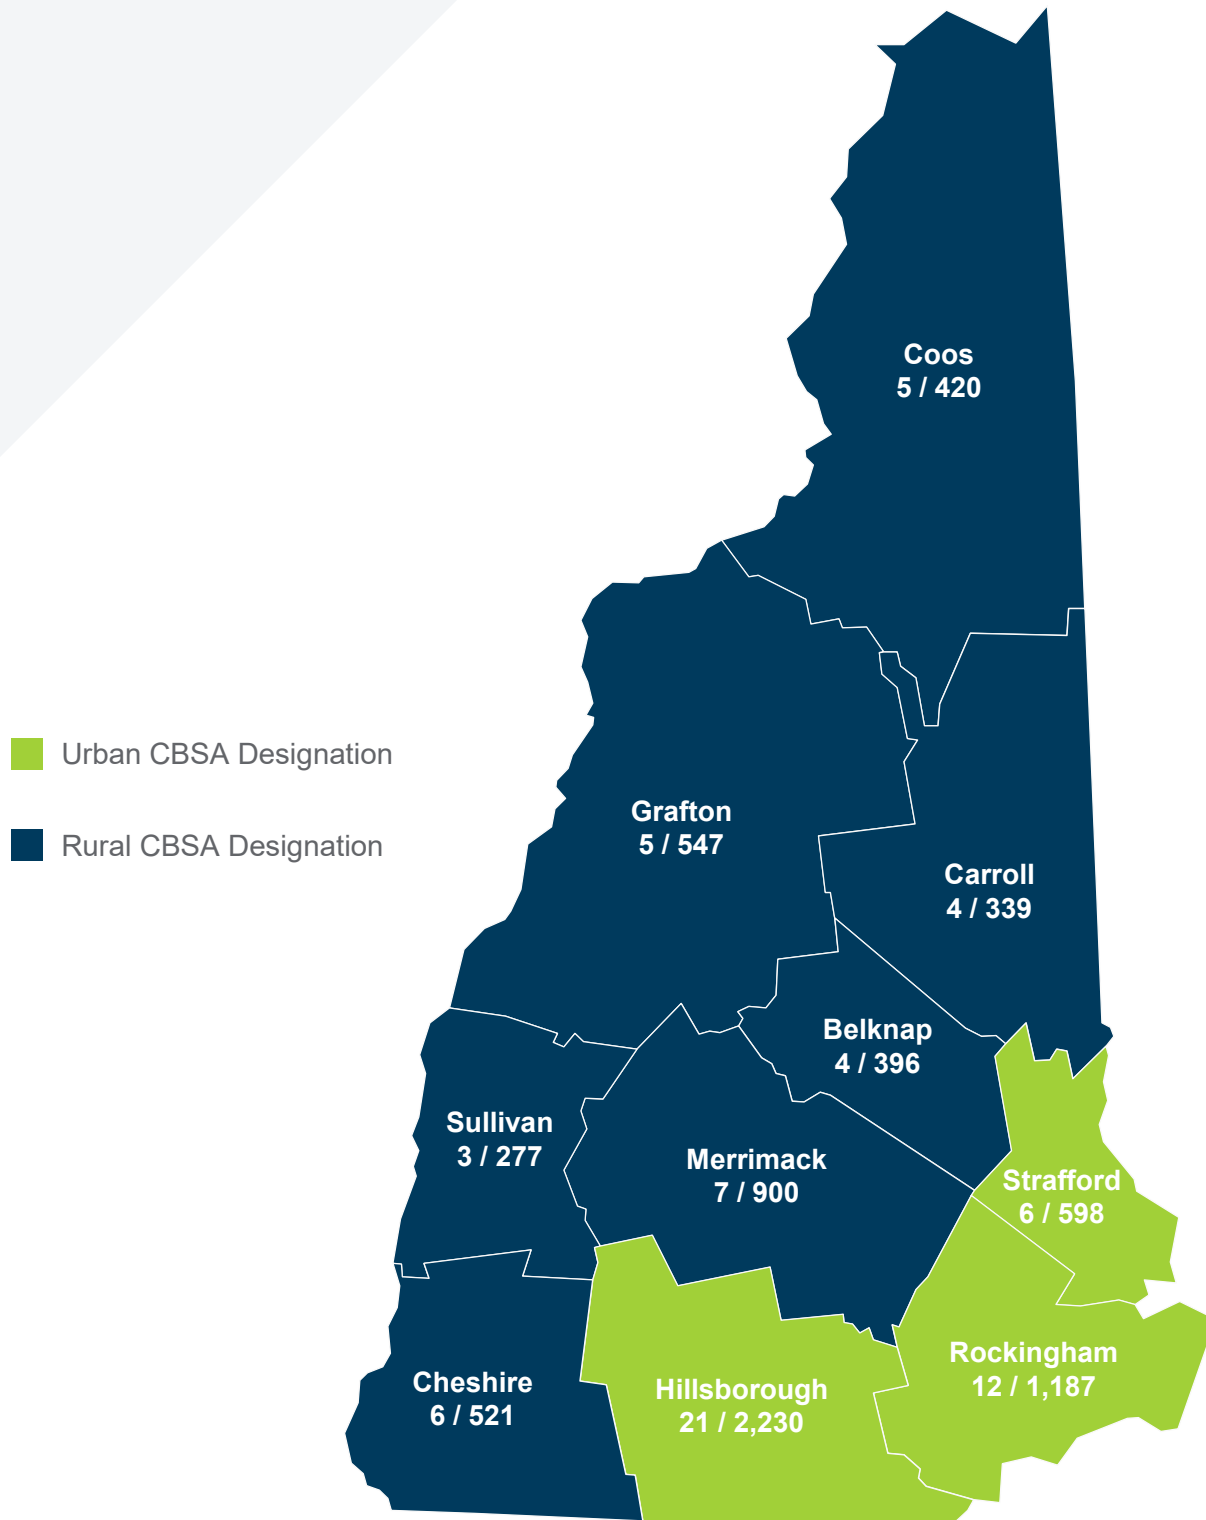 Coos
5 / 420
Urban CBSA Designation
Rural CBSA Designation
Grafton
5 / 547
Carroll
4 / 339
Belknap
4 / 396
Sullivan
3 / 277
Merrimack
7 / 900
Strafford
6 / 598
Rockingham
12 / 1,187
Cheshire
6 / 521
Hillsborough
21 / 2,230